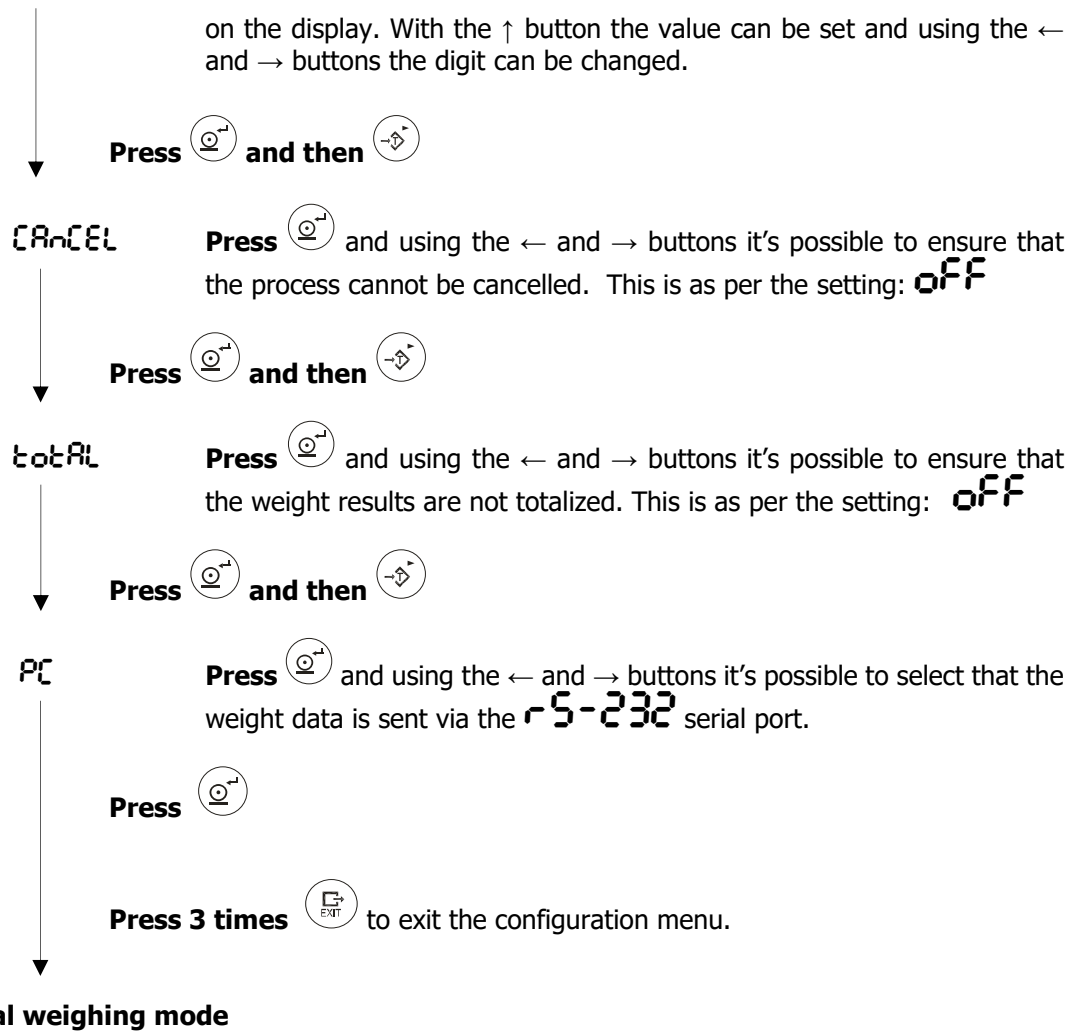 on the display. With the ↑ button the value can be set and using the ←
and → buttons the digit can be changed.
Press and then
CAnCEL Press and using the ← and → buttons it's possible to ensure that
the process cannot be cancelled. This is as per the setting: oFF
Press and then
totAL Press and using the ← and → buttons it's possible to ensure that
the weight results are not totalized. This is as per the setting: oFF
Press and then
PC Press and using the ← and → buttons it's possible to select that the
weight data is sent via the rS-232 serial port.
Press
Press 3 times EXIT to exit the configuration menu.
weighing mode